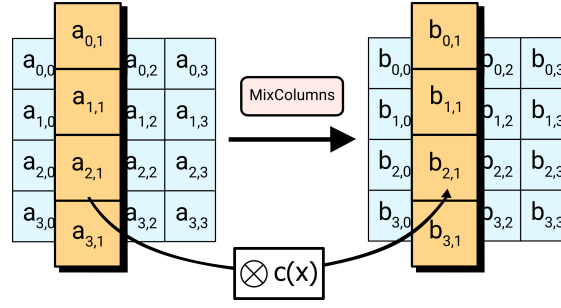 a0,1 b0,1
a0,0 a0,2 a0,3 b0,0 b0,2 b0,3
MixColumns
a1,1 b1,1
a1,0 a1,2 a1,3 b1,0 b1,2 b1,3
a2,1 b2,1
a2,0 a2,2 a2,3 b2,0 b2,2 b2,3
a3,0 a3,2 a3,3 b3,0 b3,2 b3,3
a3,1 b3,1
⊗ c(x)